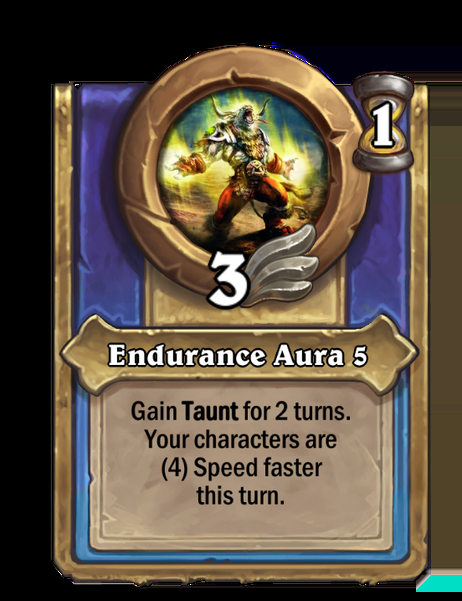 1
3
Endurance Aura 5
Gain Taunt for 2 turns.
Your characters are
(4) Speed faster
this turn.